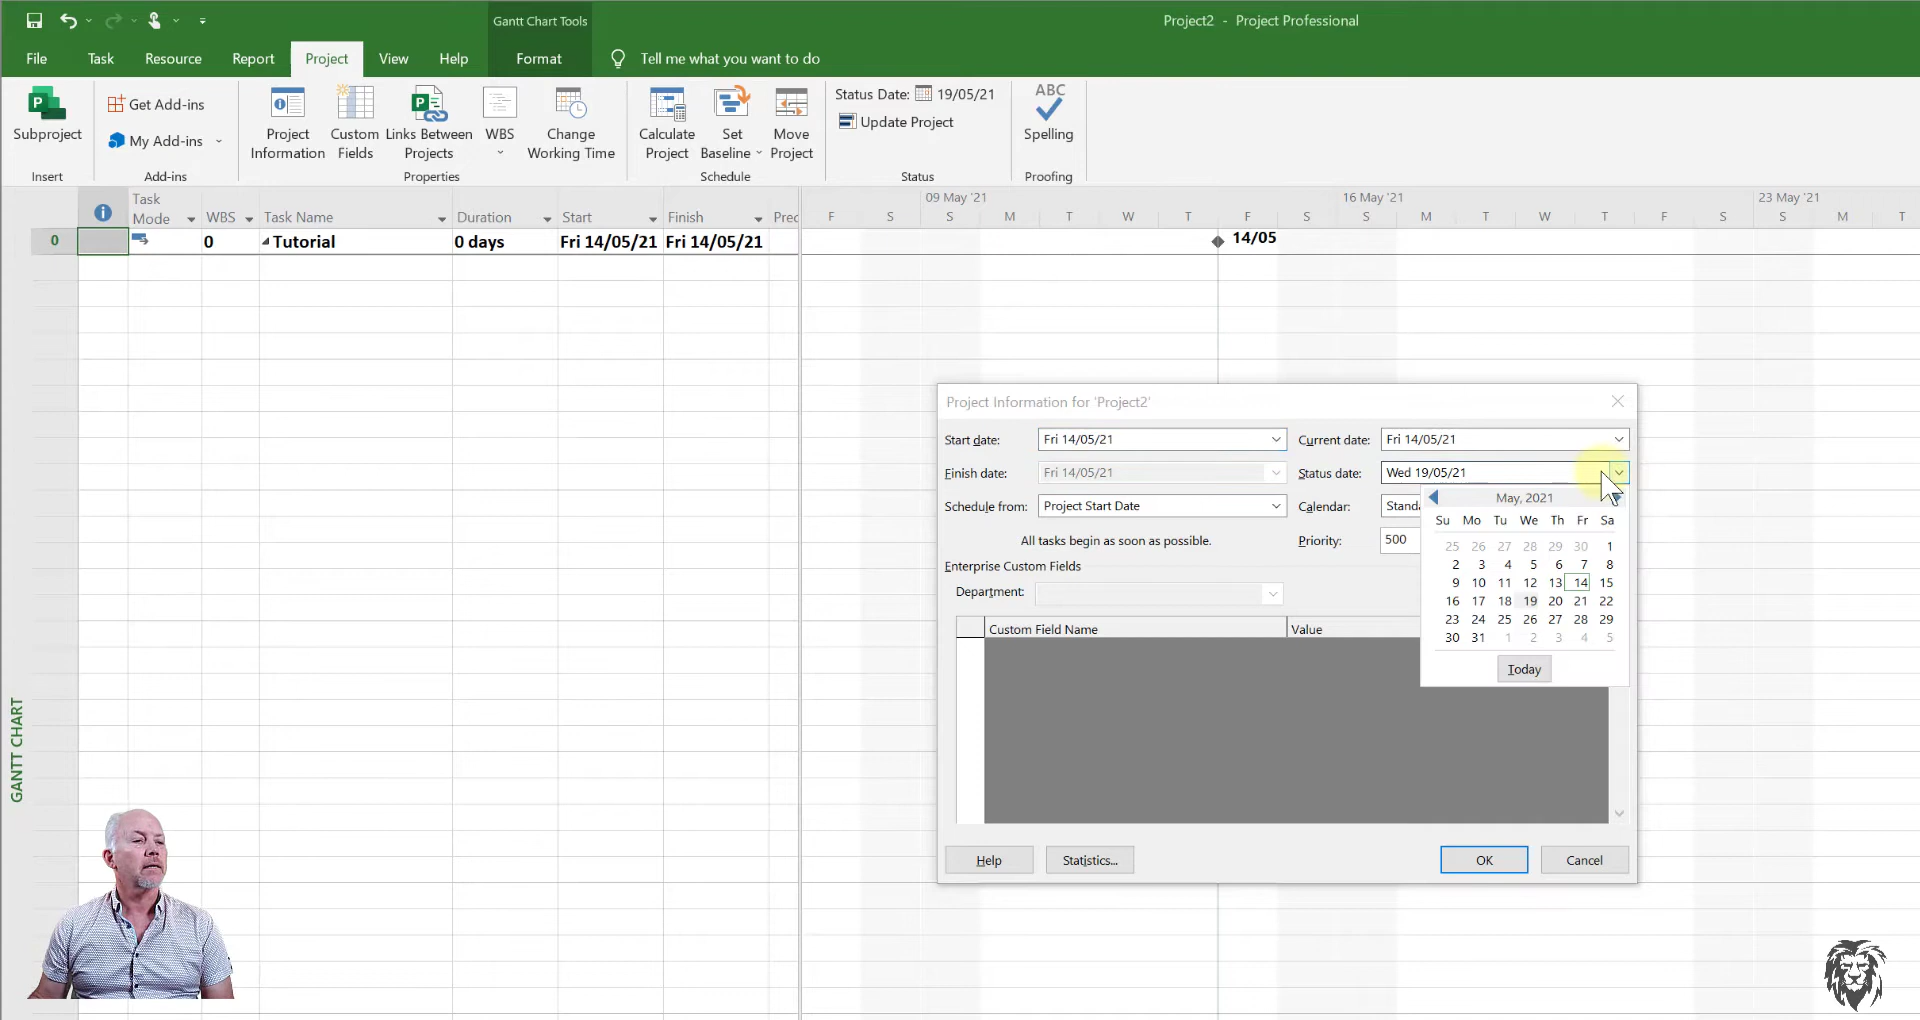 Gantt Chart Tools
Project2 - Project Professional
File Task Resource Report Project View Help Format Tell me what you want to do
Subproject
Insert
Get Add-ins
My Add-ins
Add-ins
Project Information
Custom Fields
Links Between Projects
WBS
Change Working Time
Properties
Calculate Project
Set Baseline
Move Project
Schedule
Status Date: 19/05/21
Update Project
Status
ABC
Spelling
Proofing
Task Mode WBS Task Name Duration Start Finish Prec
09 May '21 16 May '21 23 May '21
F S S M T W T F S S M T W T F S S M T
0 0 Tutorial 0 days Fri 14/05/21 Fri 14/05/21 14/05
GANTT CHART
Project Information for 'Project2'
Start date: Fri 14/05/21 Current date: Fri 14/05/21
Finish date: Fri 14/05/21 Status date: Wed 19/05/21
Schedule from: Project Start Date Calendar: Standa
All tasks begin as soon as possible. Priority: 500
Enterprise Custom Fields
Department:
Custom Field Name Value
May, 2021
Su Mo Tu We Th Fr Sa
25 26 27 28 29 30 1
2 3 4 5 6 7 8
9 10 11 12 13 14 15
16 17 18 19 20 21 22
23 24 25 26 27 28 29
30 31 1 2 3 4 5
Today
Help Statistics... OK Cancel